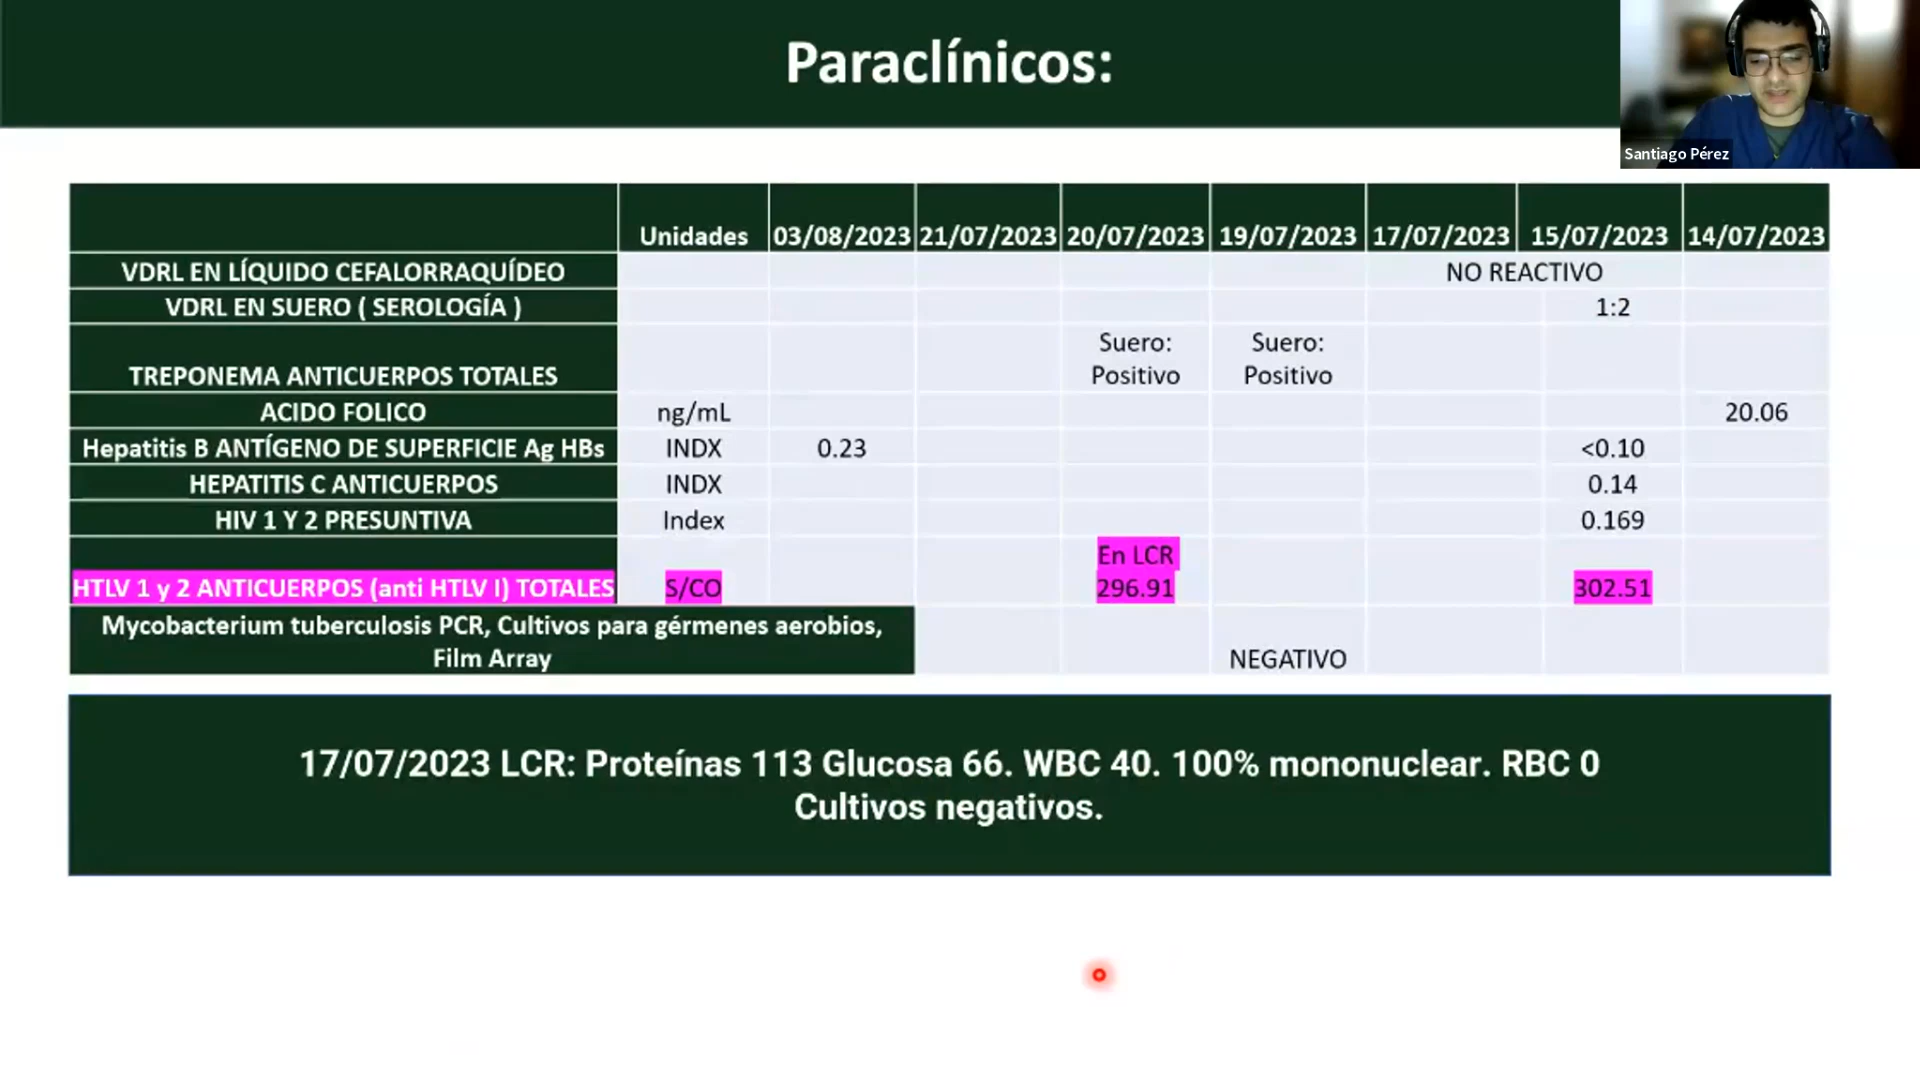 Paraclínicos:
Santiago Pérez
Unidades 03/08/2023 21/07/2023 20/07/2023 19/07/2023 17/07/2023 15/07/2023 14/07/2023
VDRL EN LÍQUIDO CEFALORRAQUÍDEO NO REACTIVO
VDRL EN SUERO ( SEROLOGÍA ) 1:2
Suero: Suero:
TREPONEMA ANTICUERPOS TOTALES Positivo Positivo
ACIDO FOLICO ng/mL 20.06
Hepatitis B ANTÍGENO DE SUPERFICIE Ag HBs INDX 0.23 <0.10
HEPATITIS C ANTICUERPOS INDX 0.14
HIV 1 Y 2 PRESUNTIVA Index 0.169
En LCR
HTLV 1 y 2 ANTICUERPOS (anti HTLV I) TOTALES S/CO 296.91 302.51
Mycobacterium tuberculosis PCR, Cultivos para gérmenes aerobios,
Film Array NEGATIVO
17/07/2023 LCR: Proteínas 113 Glucosa 66. WBC 40. 100% mononuclear. RBC 0
Cultivos negativos.